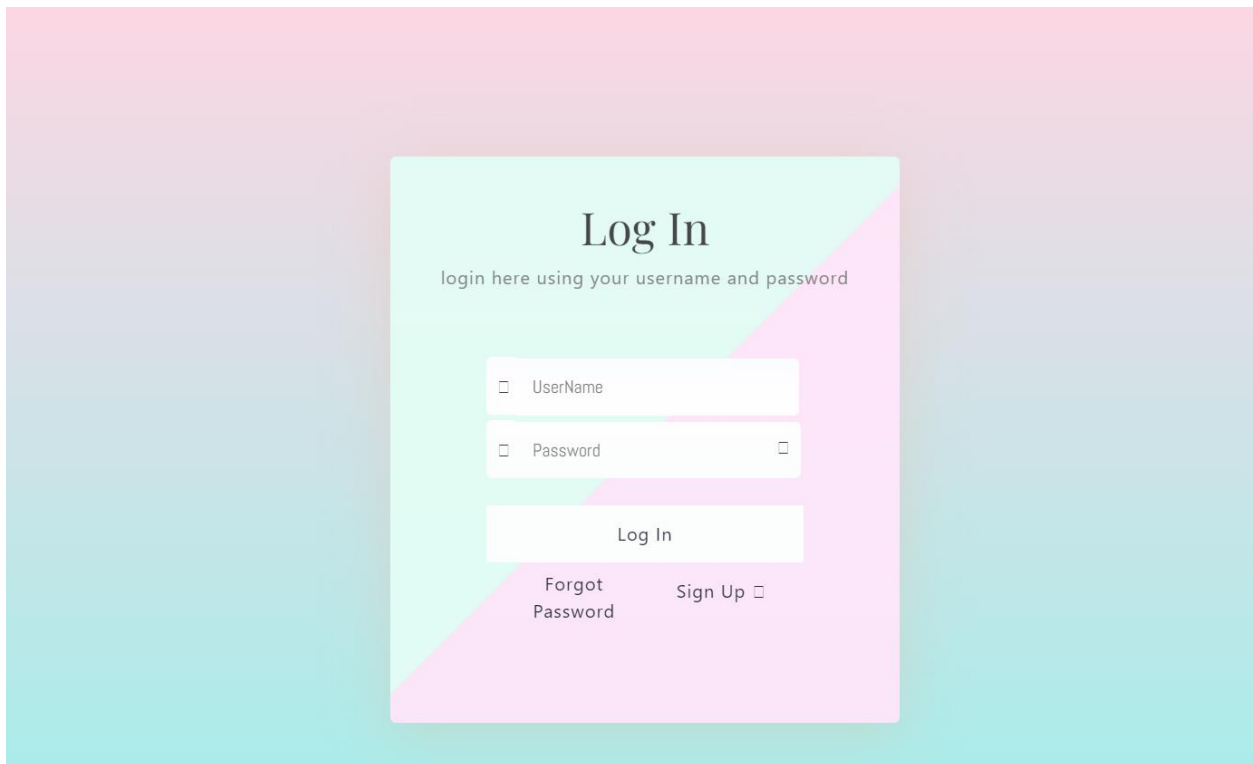 Log In
login here using your username and password
UserName
Password
Log In
Forgot
Password
Sign Up